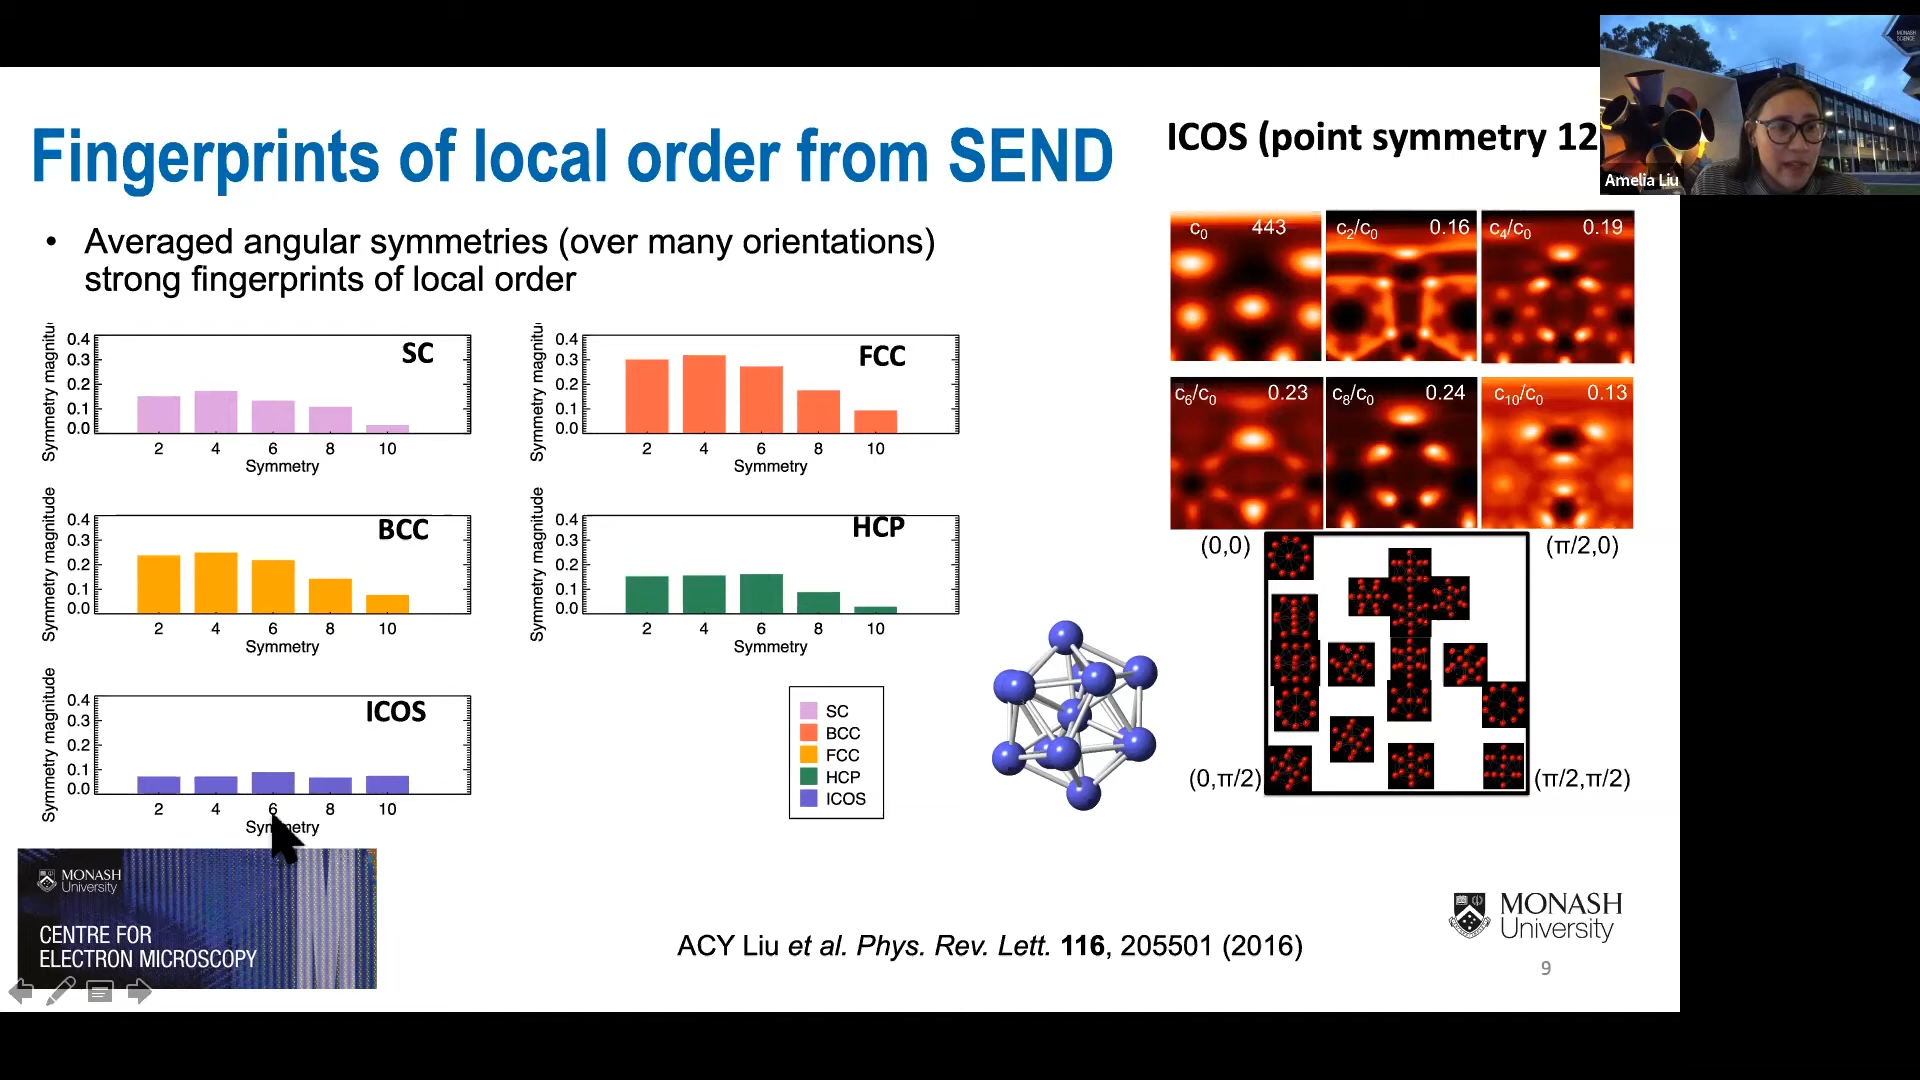 Fingerprints of local order from SEND
ICOS (point symmetry 12
Amelia Liu
MONASH
SCIENCE
• Averaged angular symmetries (over many orientations)
strong fingerprints of local order
Symmetry magnitu
0.4
0.3
0.2
0.1
0.0
SC
2 4 6 8 10
Symmetry
Symmetry magnitu
0.4
0.3
0.2
0.1
0.0
FCC
2 4 6 8 10
Symmetry
Symmetry magnitude
0.4
0.3
0.2
0.1
0.0
BCC
2 4 6 8 10
Symmetry
Symmetry magnitude
0.4
0.3
0.2
0.1
0.0
HCP
2 4 6 8 10
Symmetry
Symmetry magnitude
0.4
0.3
0.2
0.1
0.0
ICOS
2 4 6 8 10
Symmetry
SC
BCC
FCC
HCP
ICOS
c0 443
c2/c0 0.16
c4/c0 0.19
c6/c0 0.23
c8/c0 0.24
c10/c0 0.13
(0,0)
(π/2,0)
(0,π/2)
(π/2,π/2)
MONASH
University
CENTRE FOR
ELECTRON MICROSCOPY
ACY Liu et al. Phys. Rev. Lett. 116, 205501 (2016)
MONASH
University
9